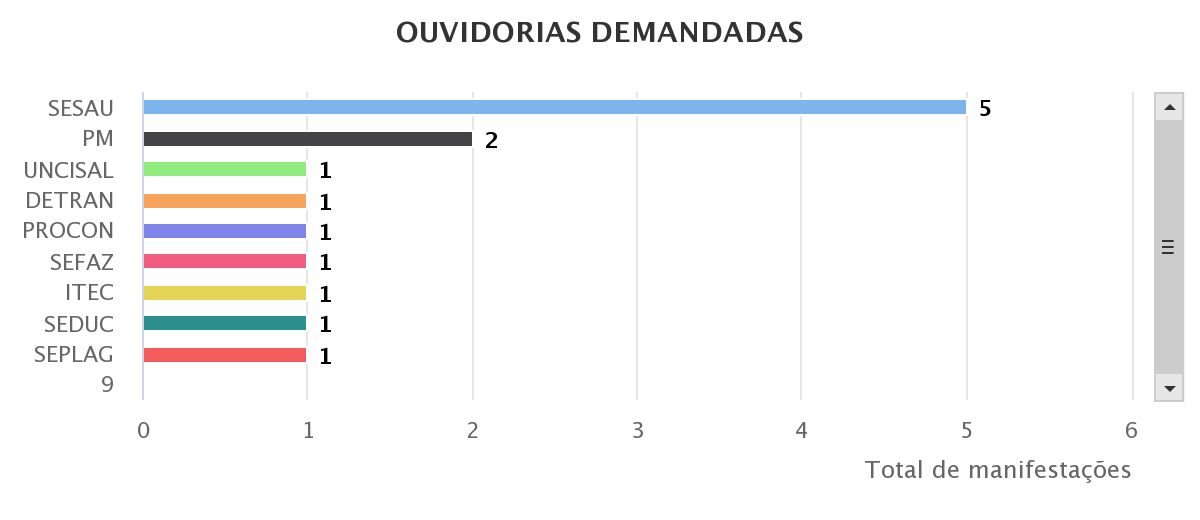 OUVIDORIAS DEMANDADAS
SESAU 5
PM 2
UNCISAL 1
DETRAN 1
PROCON 1
SEFAZ 1
ITEC 1
SEDUC 1
SEPLAG 1
9
0 1 2 3 4 5 6
Total de manifestações